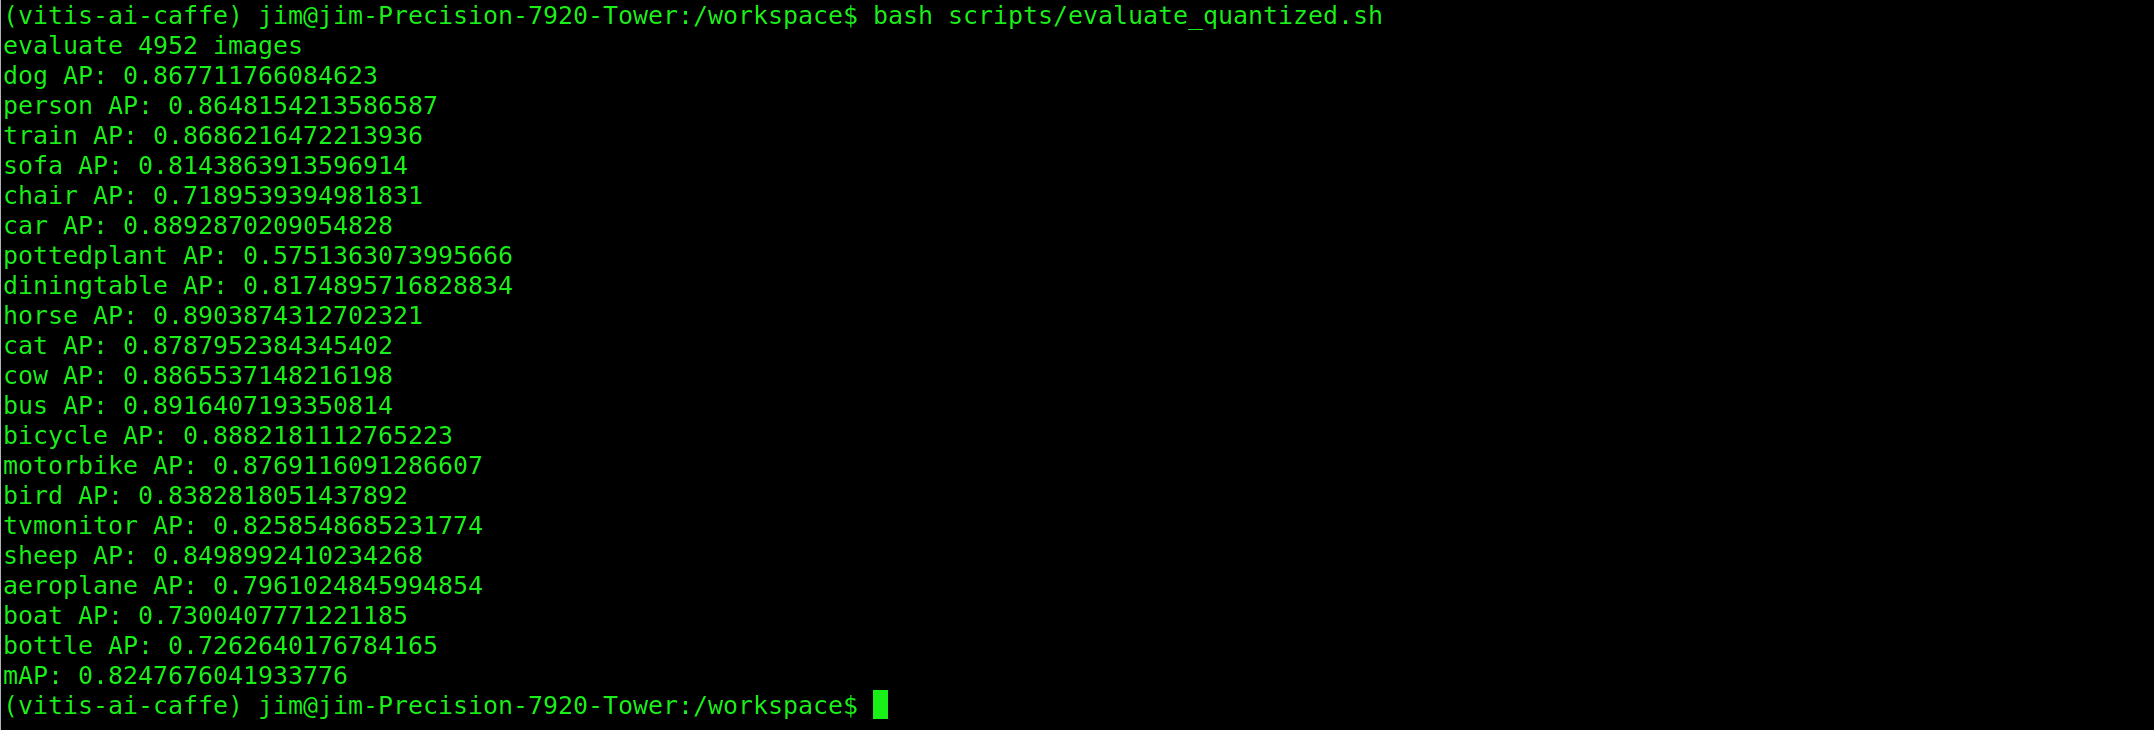 (vitis-ai-caffe) jim@jim-Precision-7920-Tower:/workspace$ bash scripts/evaluate_quantized.sh
evaluate 4952 images
dog AP: 0.867711766084623
person AP: 0.8648154213586587
train AP: 0.8686216472213936
sofa AP: 0.8143863913596914
chair AP: 0.7189539394981831
car AP: 0.8892870209054828
pottedplant AP: 0.5751363073995666
diningtable AP: 0.8174895716828834
horse AP: 0.8903874312702321
cat AP: 0.8787952384345402
cow AP: 0.8865537148216198
bus AP: 0.8916407193350814
bicycle AP: 0.8882181112765223
motorbike AP: 0.8769116091286607
bird AP: 0.8382818051437892
tvmonitor AP: 0.8258548685231774
sheep AP: 0.8498992410234268
aeroplane AP: 0.7961024845994854
boat AP: 0.7300407771221185
bottle AP: 0.7262640176784165
mAP: 0.8247676041933776
(vitis-ai-caffe) jim@jim-Precision-7920-Tower:/workspace$